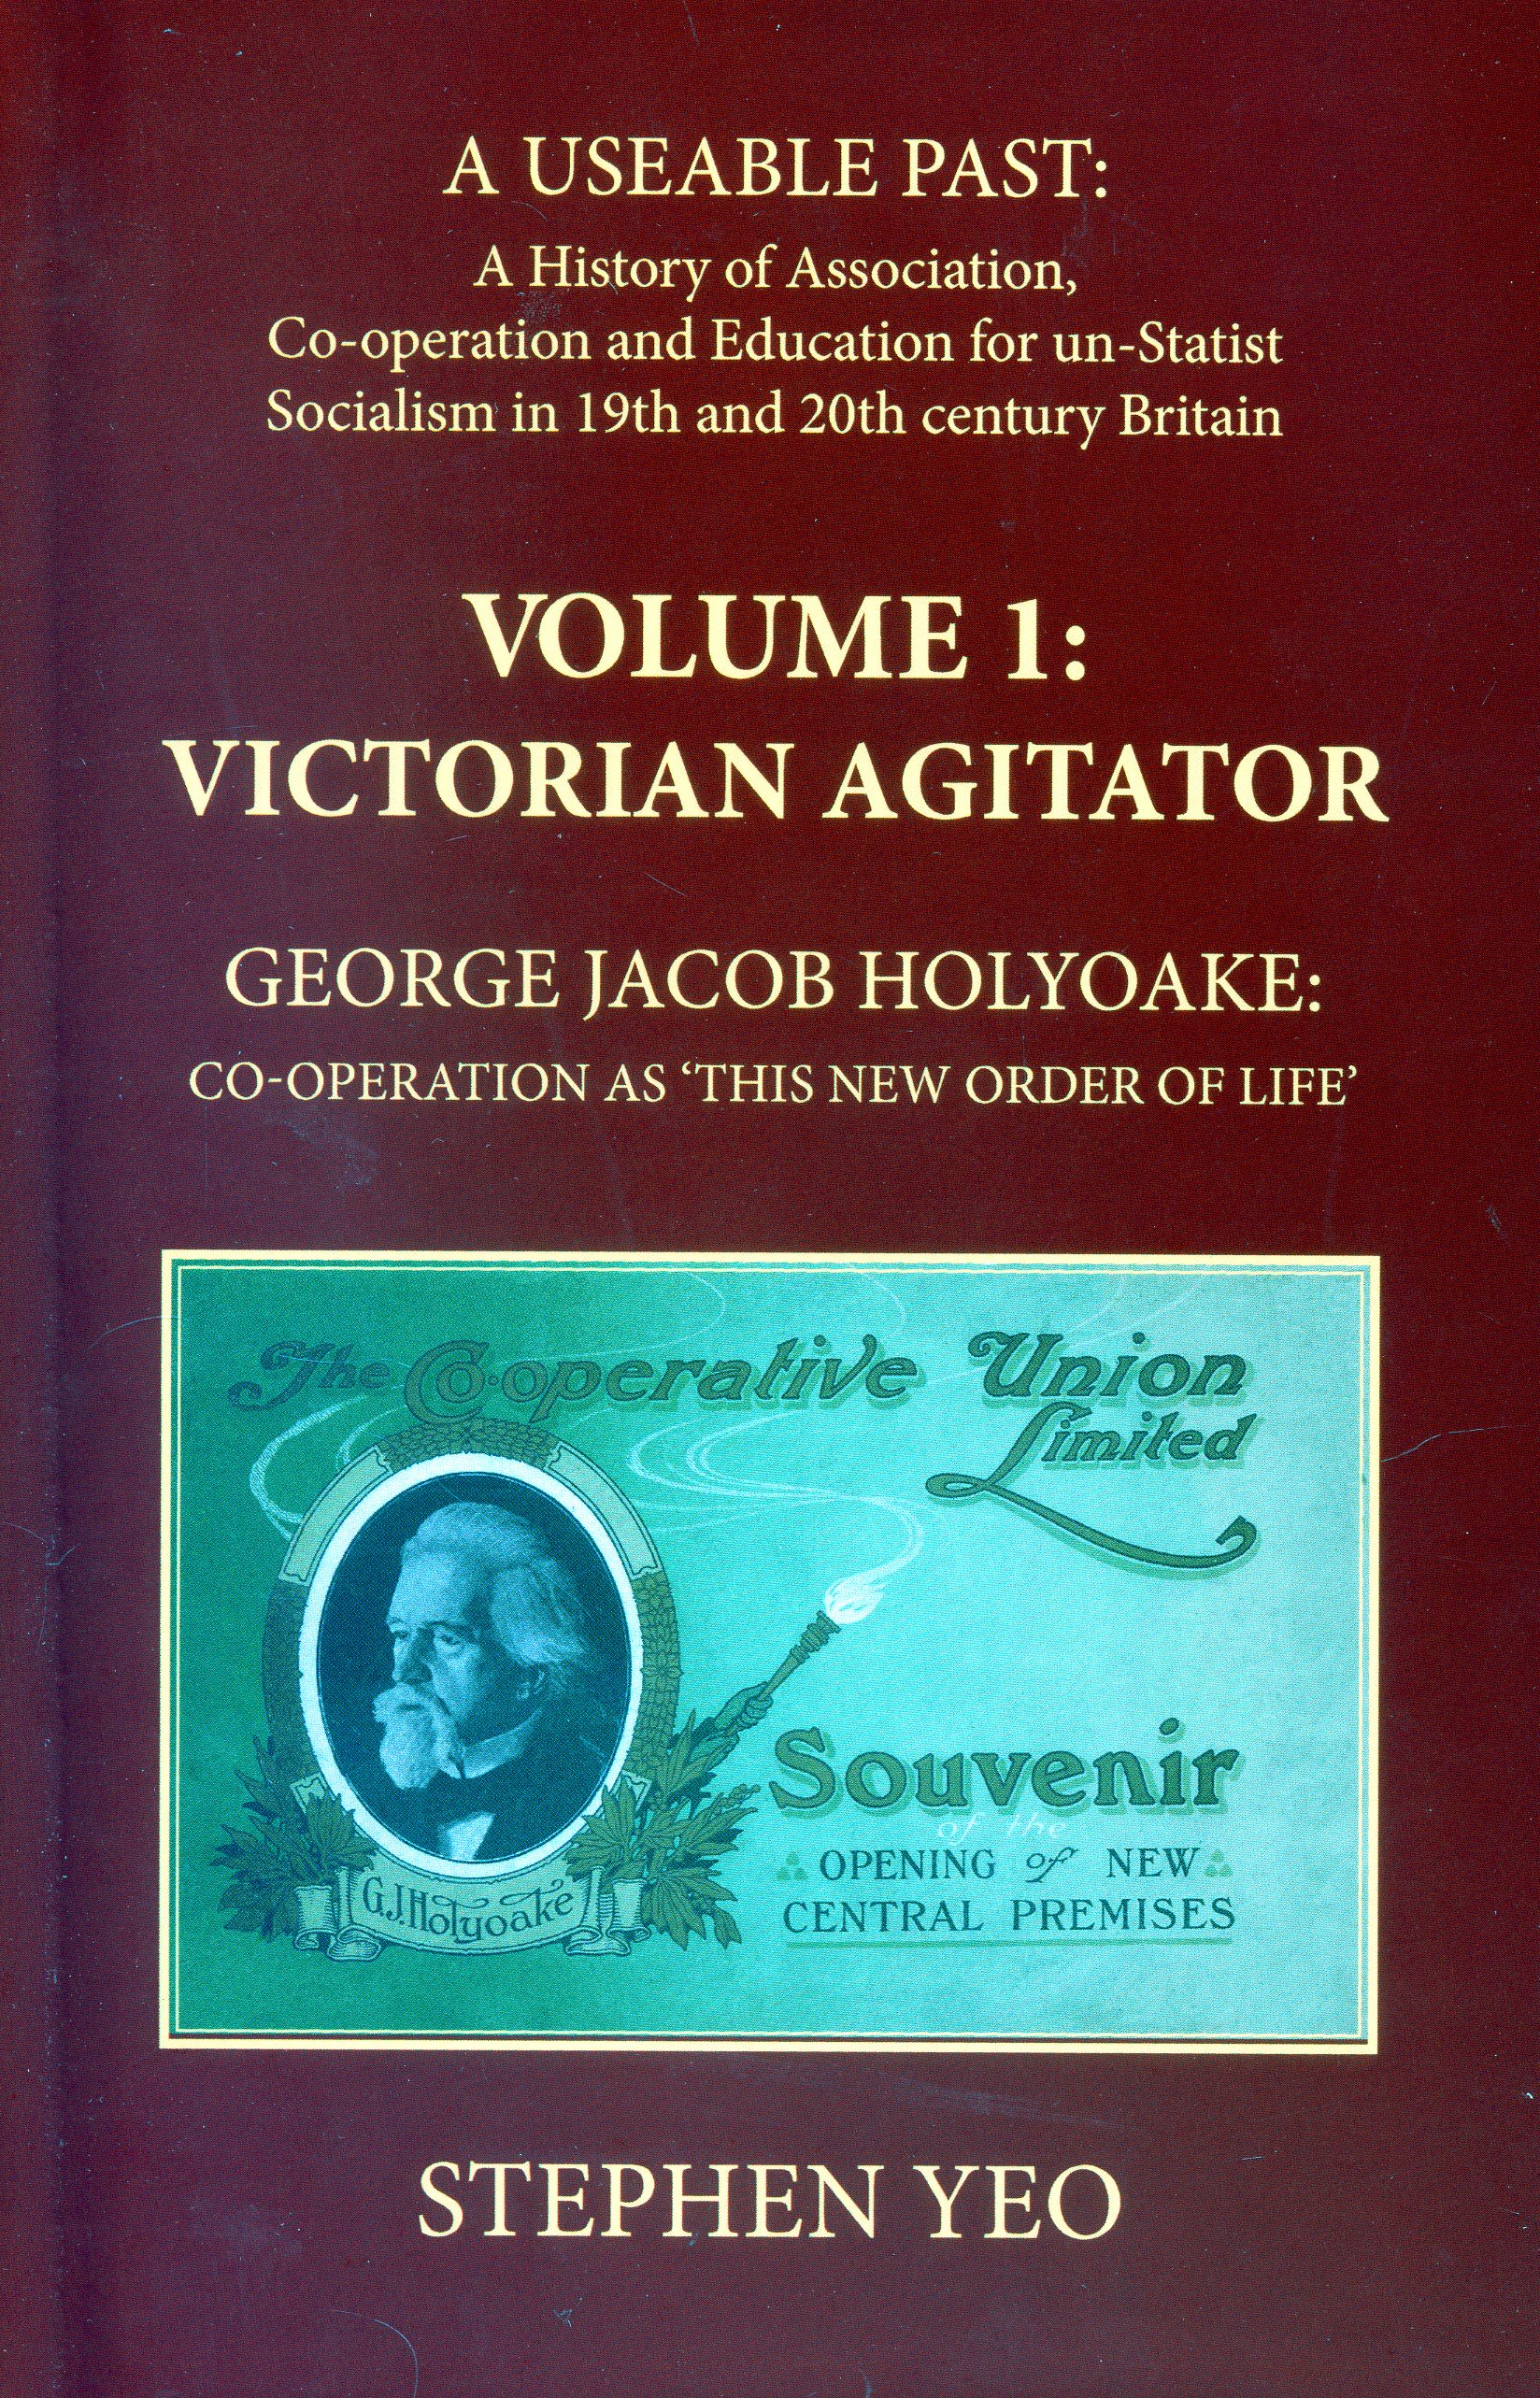 A USEABLE PAST:
A History of Association,
Co-operation and Education for un-Statist
Socialism in 19th and 20th century Britain
VOLUME 1:
VICTORIAN AGITATOR
GEORGE JACOB HOLYOAKE:
CO-OPERATION AS ‘THIS NEW ORDER OF LIFE’
The Co-operative Union
Limited
G.J. Holyoake
Souvenir
of the
OPENING of NEW
CENTRAL PREMISES
STEPHEN YEO